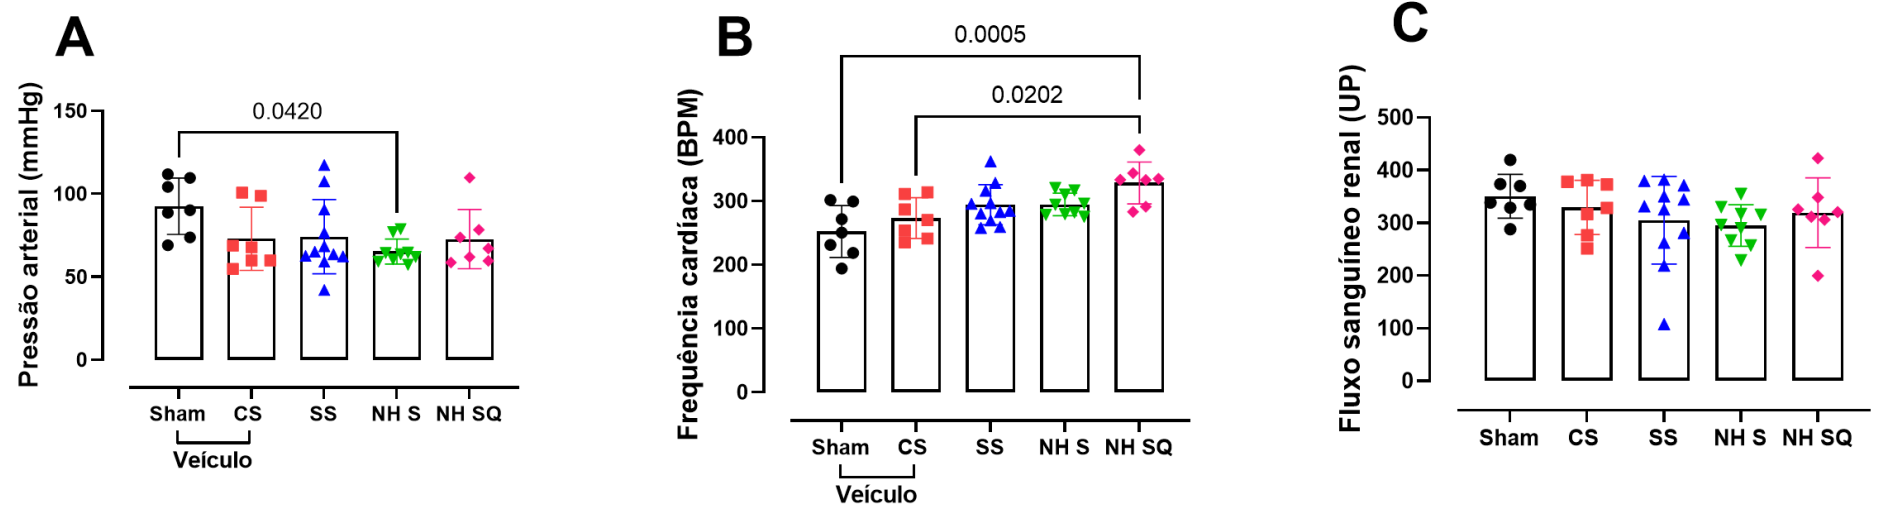 A
Pressão arterial (mmHg)
150
100
50
0
0.0420
Sham
CS
SS
NH S
NH SQ
Veículo
B
Frequência cardíaca (BPM)
400
300
200
100
0
0.0005
0.0202
Sham
CS
SS
NH S
NH SQ
Veículo
C
Fluxo sanguíneo renal (UP)
500
400
300
200
100
0
Sham
CS
SS
NH S
NH SQ